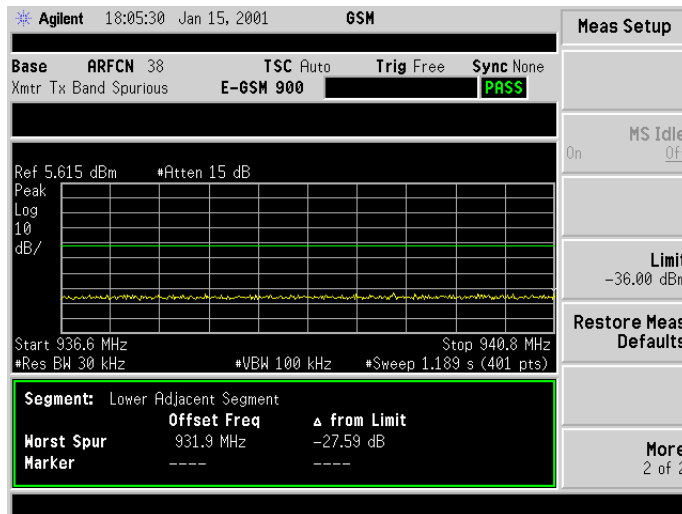 Agilent 18:05:30 Jan 15, 2001 GSM
Meas Setup
Base ARFCN 38 TSC Auto Trig Free Sync None
Xmtr Tx Band Spurious E-GSM 900 PASS
MS Idle
On Of
Ref 5.615 dBm #Atten 15 dB
Peak
Log
10
dB/
Limit
-36.00 dBm
Restore Meas
Defaults
Start 936.6 MHz Stop 940.8 MHz
#Res BW 30 kHz #VBW 100 kHz #Sweep 1.189 s (401 pts)
Segment: Lower Adjacent Segment
Offset Freq Δ from Limit
Worst Spur 931.9 MHz -27.59 dB
Marker ---- ----
More
2 of 2